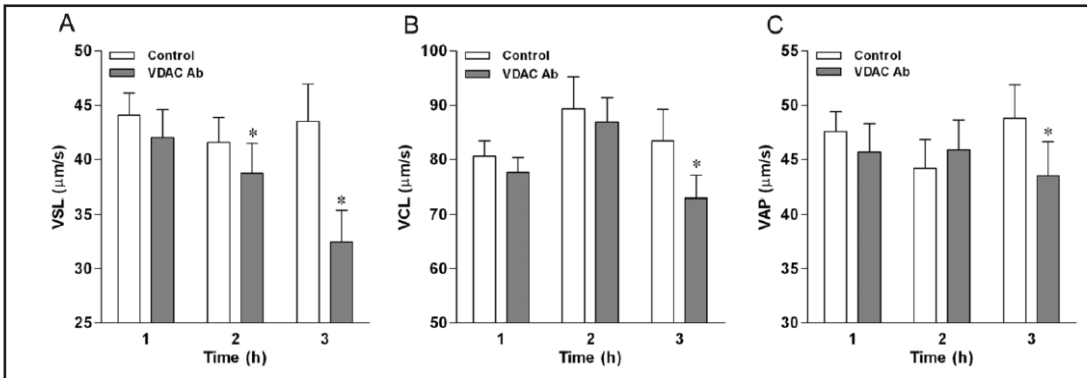 A
50
45
40
35
30
25
VSL (µm/s)
Control
VDAC Ab
*
*
1 2 3
Time (h)
B
100
90
80
70
60
50
VCL (µm/s)
Control
VDAC Ab
*
1 2 3
Time (h)
C
55
50
45
40
35
30
VAP (µm/s)
Control
VDAC Ab
*
1 2 3
Time (h)